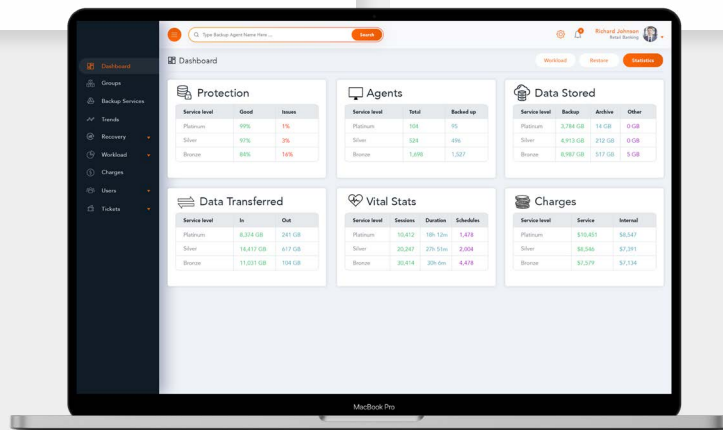 Type Backup Agent Name Here ...
Search
Richard Johnson
Retail Banking
Dashboard
Groups
Backup Services
Trends
Recovery
Workload
Charges
Users
Tickets
Dashboard
Workload
Restore
Statistics
Protection
Service level Good Issues
Platinum 99% 1%
Silver 97% 3%
Bronze 84% 16%
Agents
Service level Total Backed up
Platinum 104 95
Silver 524 496
Bronze 1,698 1,527
Data Stored
Service level Backup Archive Other
Platinum 3,784 GB 14 GB 0 GB
Silver 4,913 GB 212 GB 0 GB
Bronze 8,987 GB 517 GB 5 GB
Data Transferred
Service level In Out
Platinum 8,374 GB 241 GB
Silver 14,417 GB 617 GB
Bronze 11,021 GB 104 GB
Vital Stats
Service level Sessions Duration Schedules
Platinum 10,412 18h 12m 1,478
Silver 20,247 27h 51m 2,004
Bronze 30,414 30h 6m 4,478
Charges
Service level Service Internal
Platinum $10,451 $8,547
Silver $8,546 $7,391
Bronze $7,579 $7,134
MacBook Pro